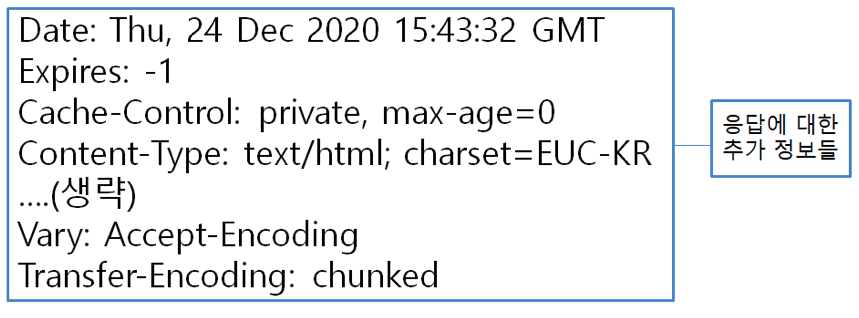 Date: Thu, 24 Dec 2020 15:43:32 GMT
Expires: -1
Cache-Control: private, max-age=0
Content-Type: text/html; charset=EUC-KR
....(생략)
Vary: Accept-Encoding
Transfer-Encoding: chunked
응답에 대한
추가 정보들